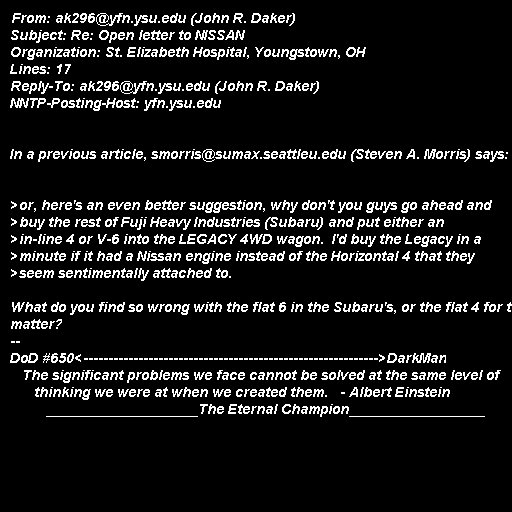 From: ak296@yfn.ysu.edu (John R. Daker)
Subject: Re: Open letter to NISSAN
Organization: St. Elizabeth Hospital, Youngstown, OH
Lines: 17
Reply-To: ak296@yfn.ysu.edu (John R. Daker)
NNTP-Posting-Host: yfn.ysu.edu
In a previous article, smorris@sumax.seattleu.edu (Steven A. Morris) says:
>or, here's an even better suggestion, why don't you guys go ahead and
>buy the rest of Fuji Heavy Industries (Subaru) and put either an
>in-line 4 or V-6 into the LEGACY 4WD wagon.  I'd buy the Legacy in a
>minute if it had a Nissan engine instead of the Horizontal 4 that they
>seem sentimentally attached to.
What do you find so wrong with the flat 6 in the Subaru's, or the flat 4 for t
matter?
--
DoD #650<----------------------------------------------------------->DarkMan
The significant problems we face cannot be solved at the same level of
thinking we were at when we created them.   - Albert Einstein
___________________The Eternal Champion_________________